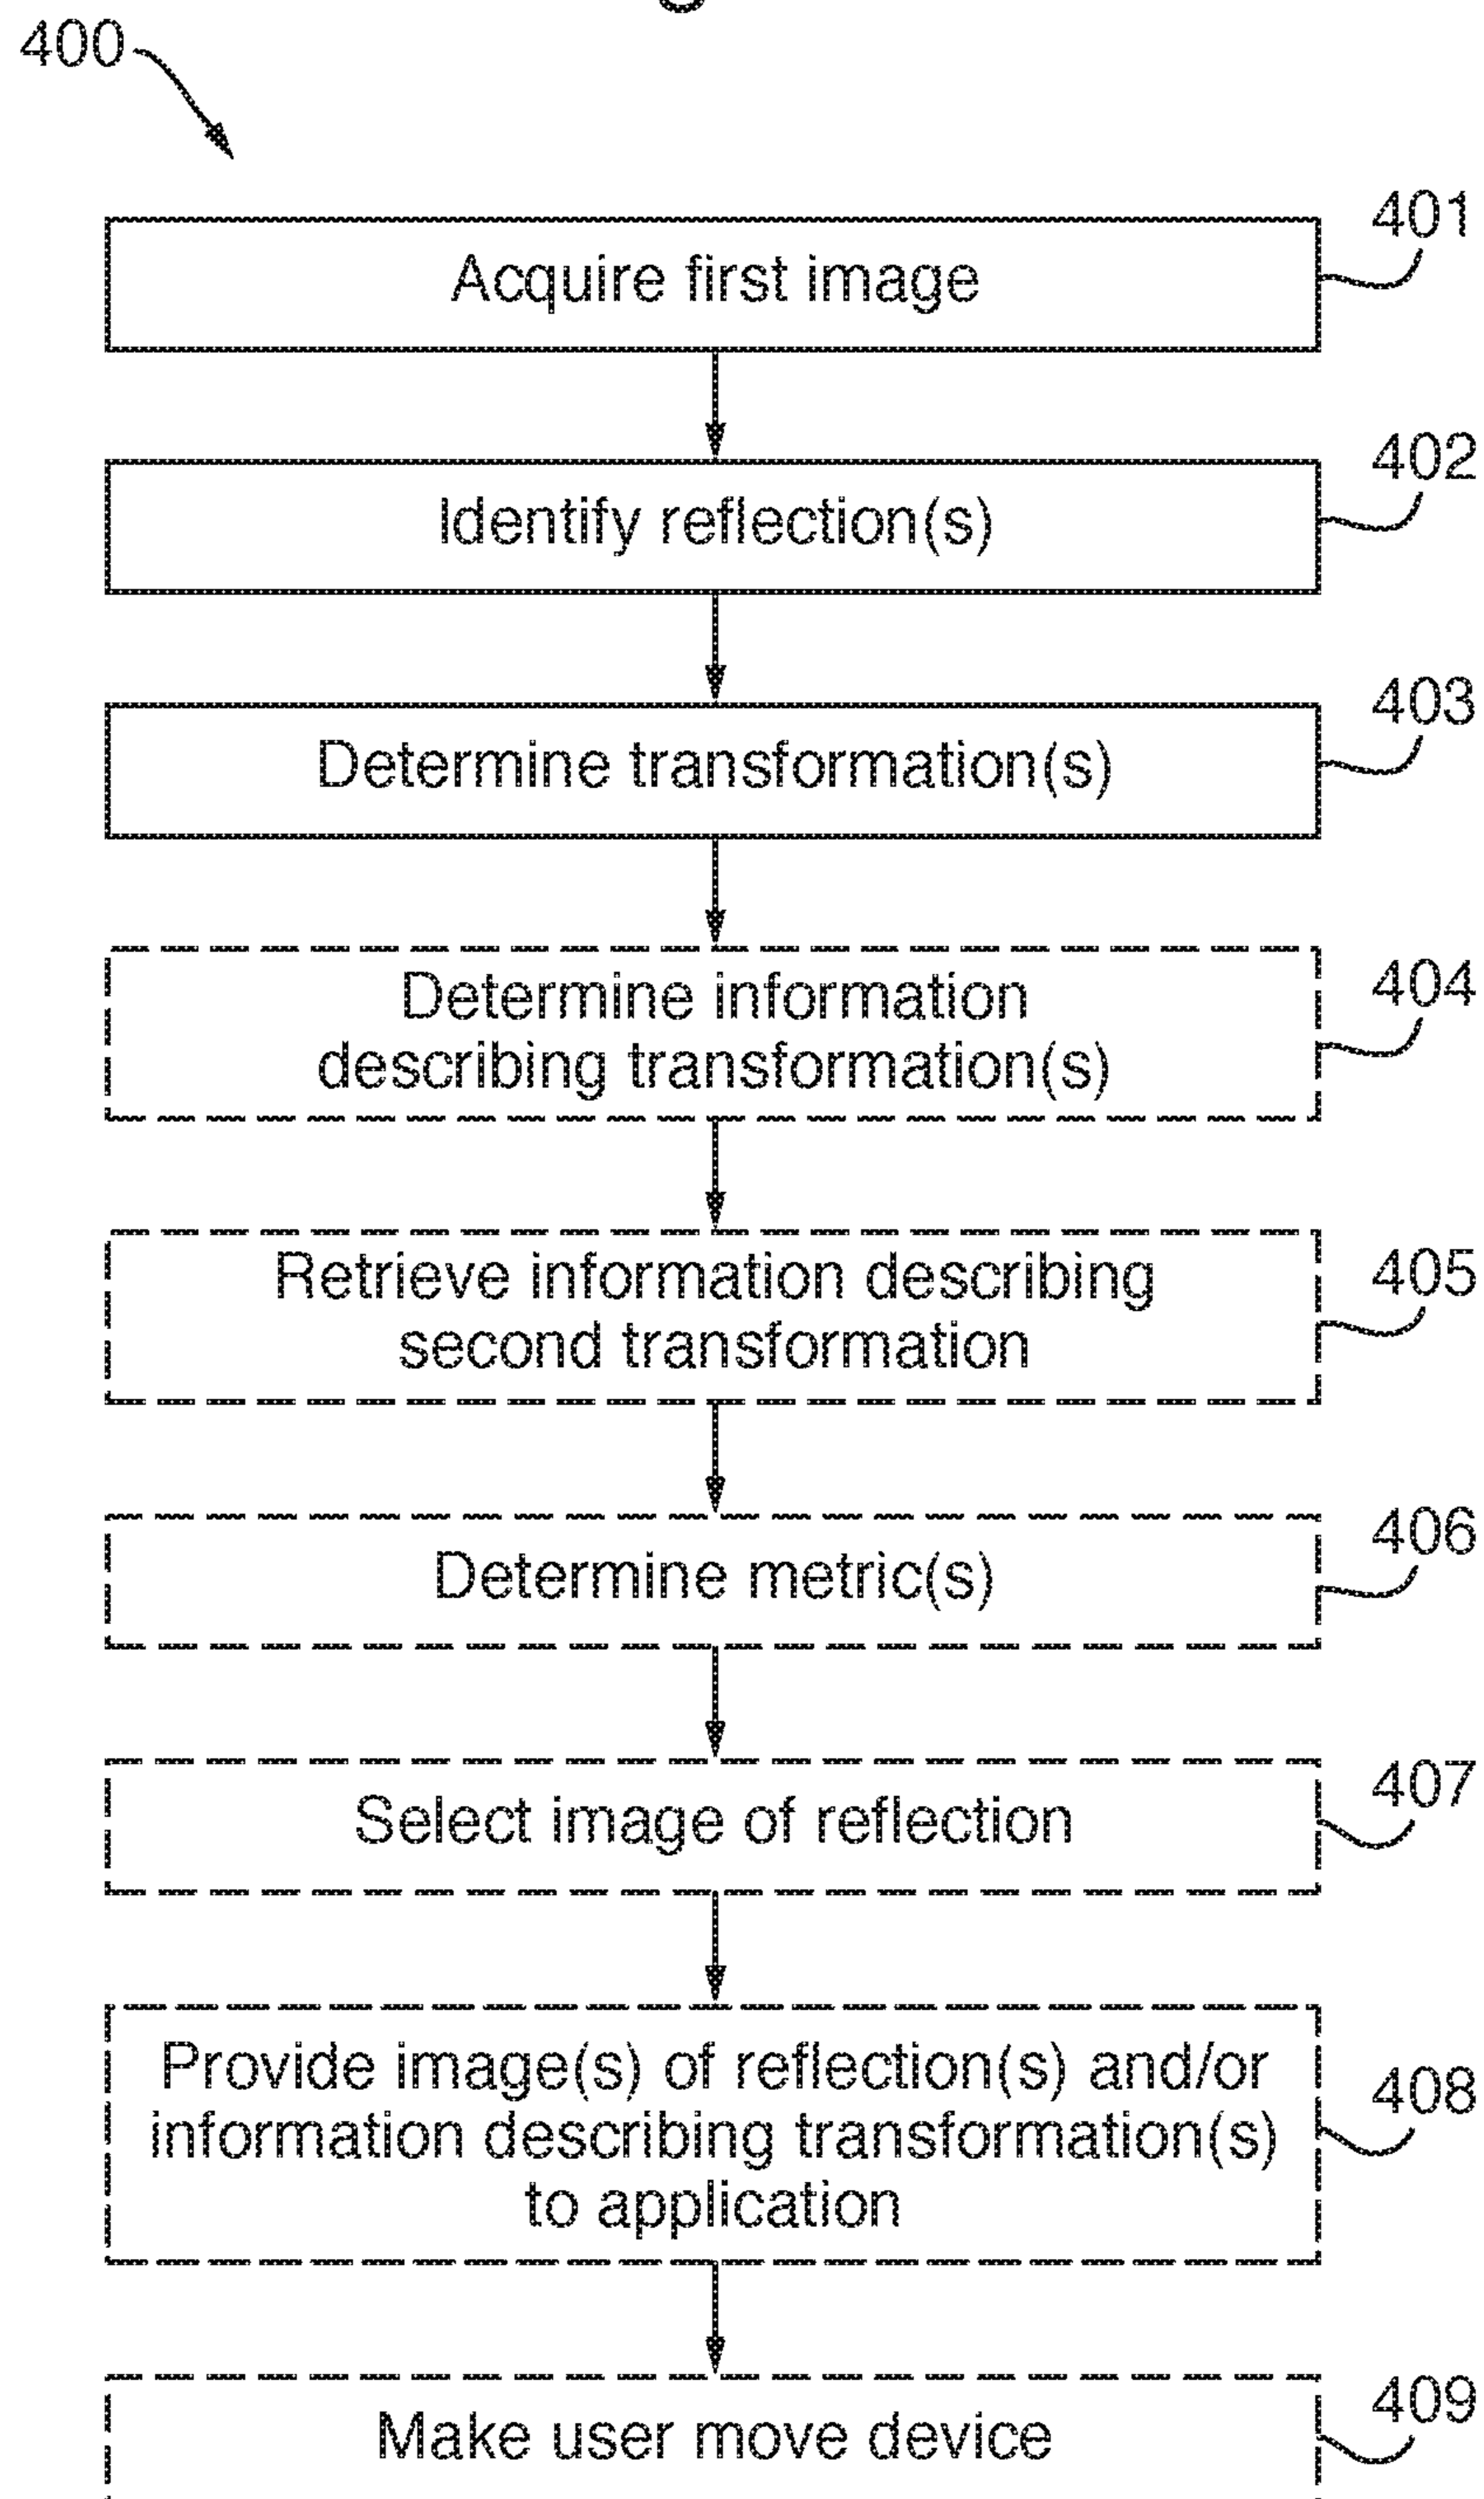 400
401
Acquire first image
402
Identify reflection(s)
403
Determine transformation(s)
404
Determine information
describing transformation(s)
405
Retrieve information describing
second transformation
406
Determine metric(s)
407
Select image of reflection
408
Provide image(s) of reflection(s) and/or
information describing transformation(s)
to application
409
Make user move device